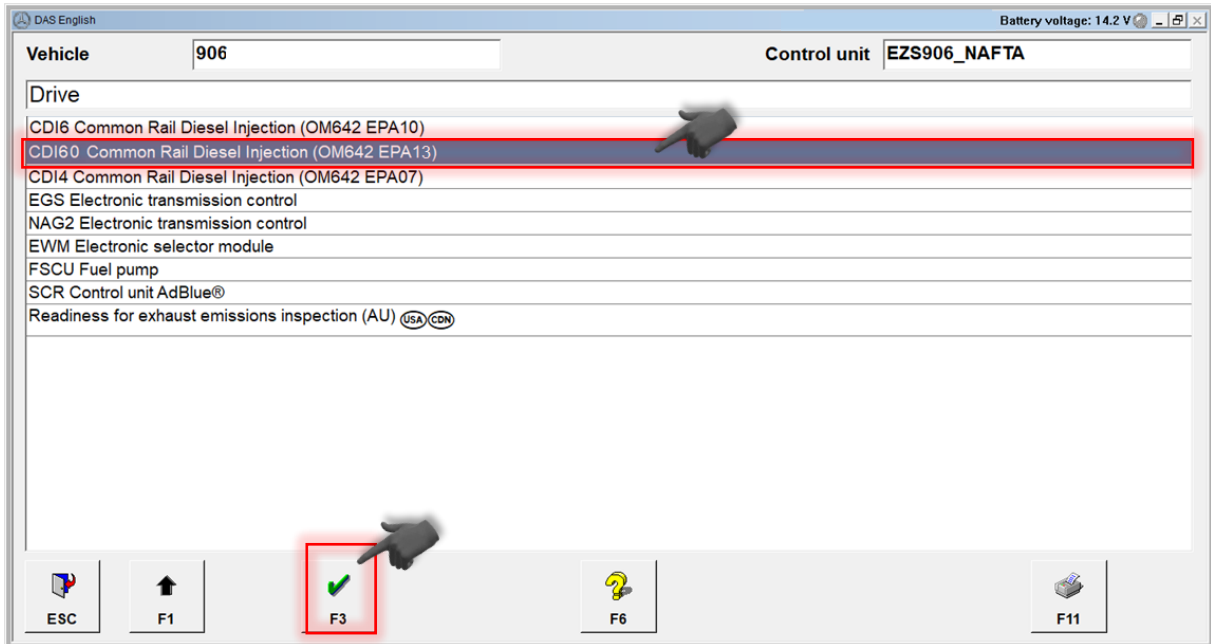 DAS English Battery voltage: 14.2 V
Vehicle 906 Control unit EZS906_NAFTA
Drive
CDI6 Common Rail Diesel Injection (OM642 EPA10)
CDI60 Common Rail Diesel Injection (OM642 EPA13)
CDI4 Common Rail Diesel Injection (OM642 EPA07)
EGS Electronic transmission control
NAG2 Electronic transmission control
EWM Electronic selector module
FSCU Fuel pump
SCR Control unit AdBlue®
Readiness for exhaust emissions inspection (AU) USA CDN
ESC F1 F3 F6 F11